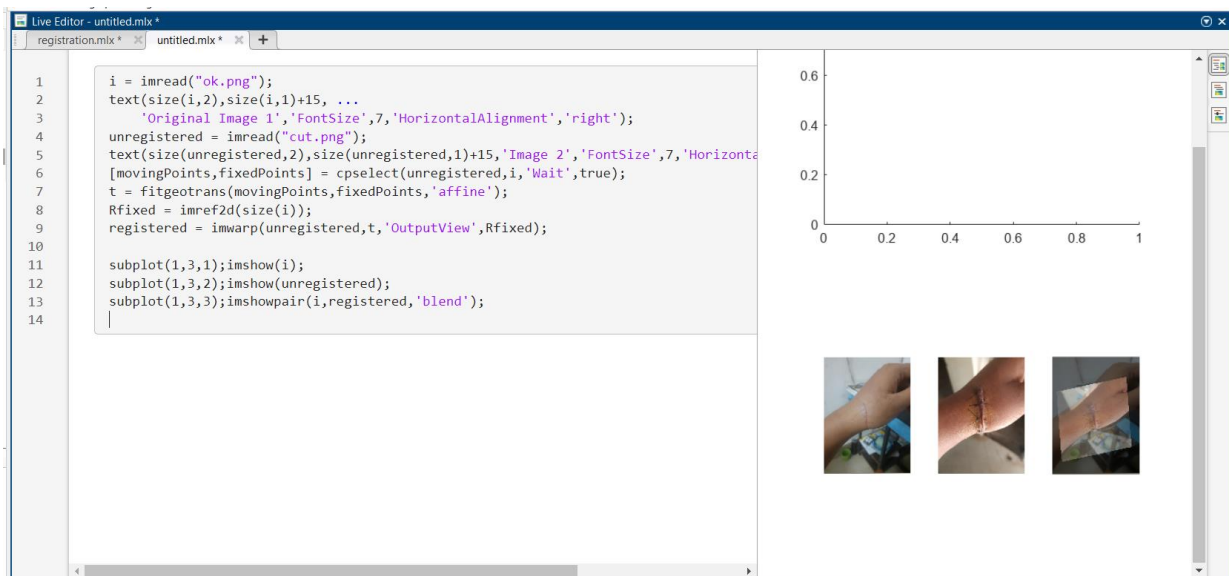 Live Editor - untitled.mlx *
registration.mlx * untitled.mlx *
1 i = imread("ok.png");
2 text(size(i,2),size(i,1)+15, ...
3 'Original Image 1','FontSize',7,'HorizontalAlignment','right');
4 unregistered = imread("cut.png");
5 text(size(unregistered,2),size(unregistered,1)+15,'Image 2','FontSize',7,'Horizonta
6 [movingPoints,fixedPoints] = cpselect(unregistered,i,'Wait',true);
7 t = fitgeotrans(movingPoints,fixedPoints,'affine');
8 Rfixed = imref2d(size(i));
9 registered = imwarp(unregistered,t,'OutputView',Rfixed);
10
11 subplot(1,3,1);imshow(i);
12 subplot(1,3,2);imshow(unregistered);
13 subplot(1,3,3);imshowpair(i,registered,'blend');
14
0.6
0.4
0.2
0
0 0.2 0.4 0.6 0.8 1